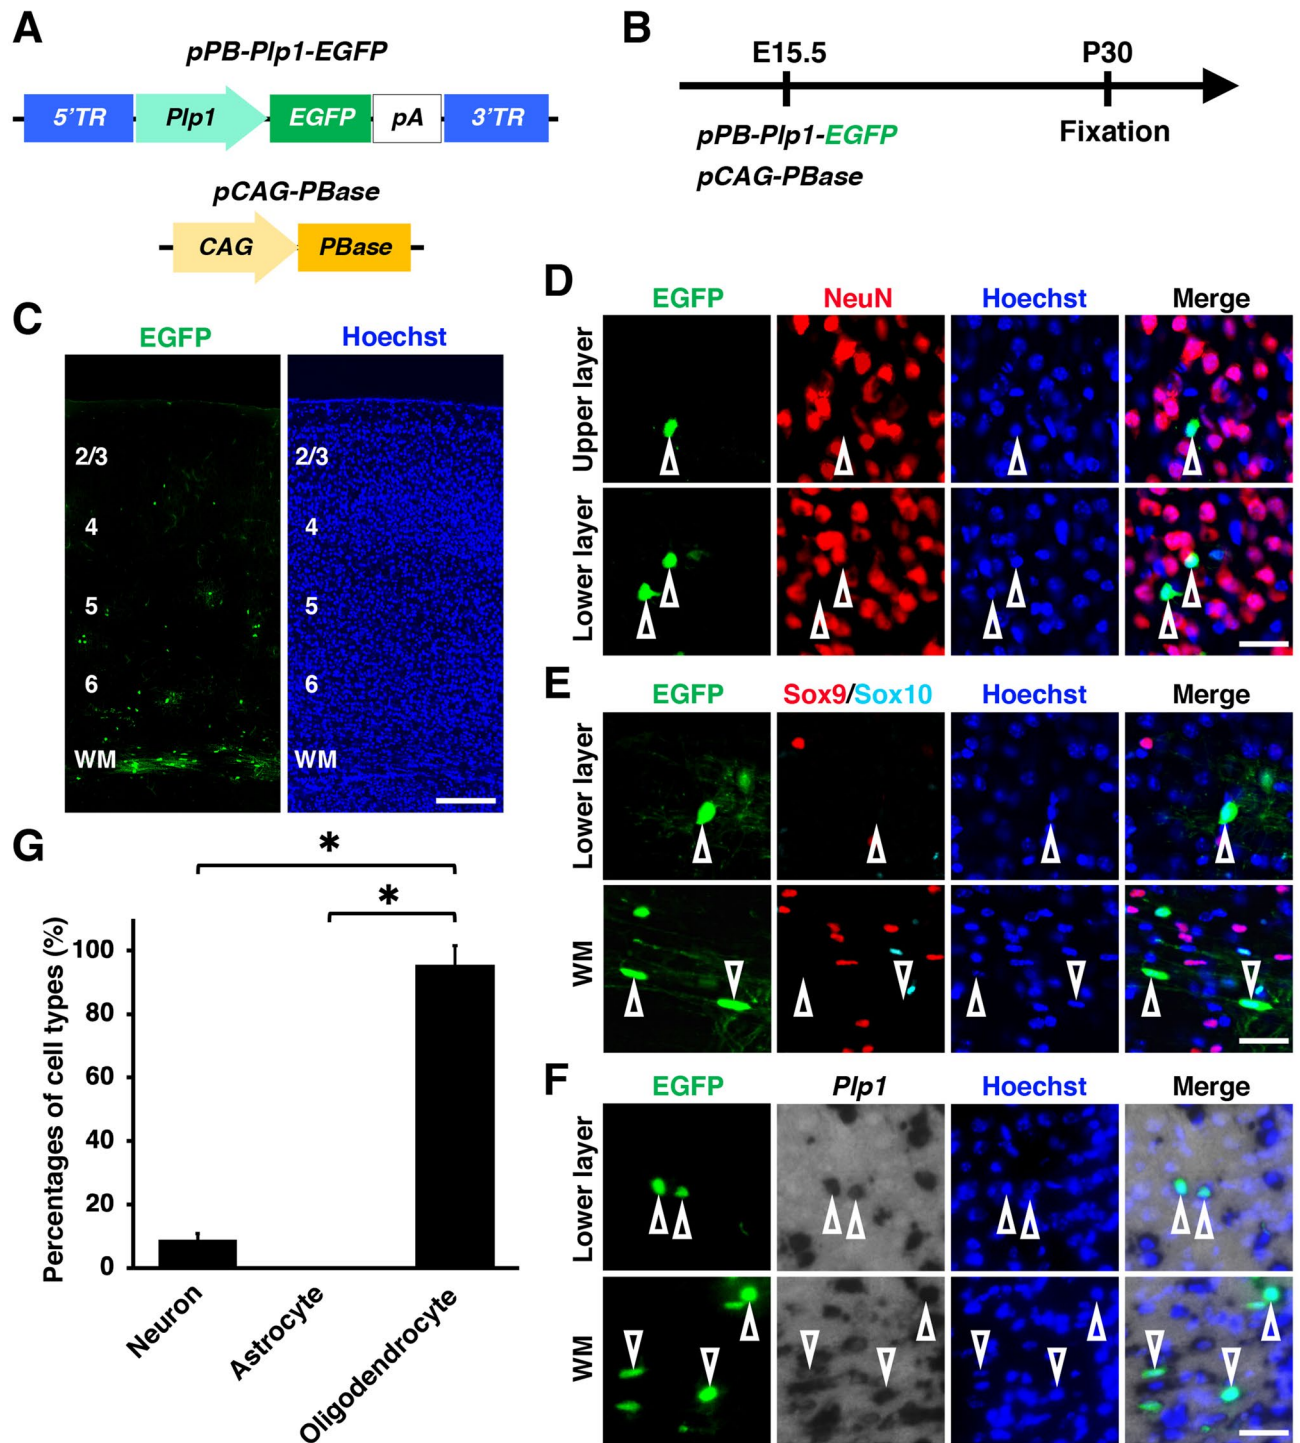 A
pPB-Plp1-EGFP
5’TR Plp1 EGFP pA 3’TR
pCAG-PBase
CAG PBase
B
E15.5 P30
pPB-Plp1-EGFP Fixation
pCAG-PBase
C
EGFP Hoechst
2/3 2/3
4 4
5 5
6 6
WM WM
D
EGFP NeuN Hoechst Merge
Upper layer
Lower layer
E
EGFP Sox9/Sox10 Hoechst Merge
Lower layer
WM
F
EGFP Plp1 Hoechst Merge
Lower layer
WM
G
* 
*
Percentages of cell types (%)
100
80
60
40
20
0
Neuron
Astrocyte
Oligodendrocyte